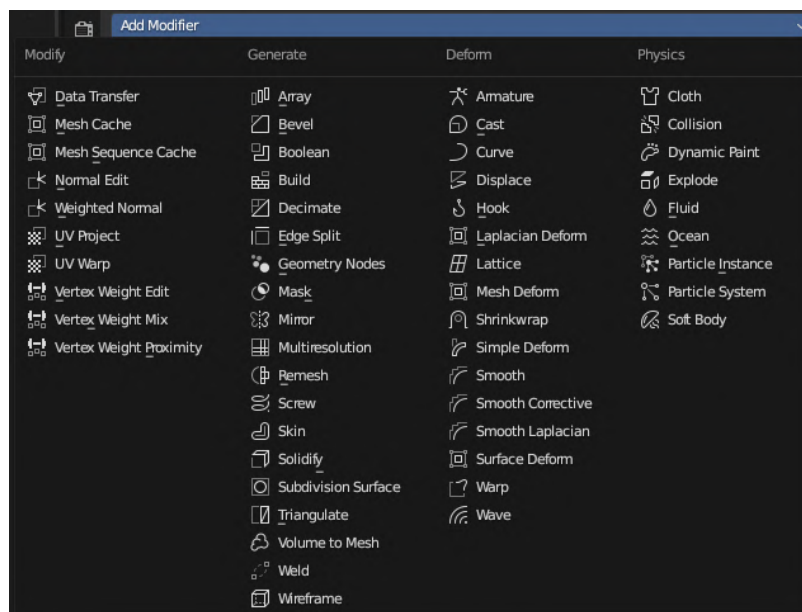 Add Modifier
Modify
Data Transfer
Mesh Cache
Mesh Sequence Cache
Normal Edit
Weighted Normal
UV Project
UV Warp
Vertex Weight Edit
Vertex Weight Mix
Vertex Weight Proximity
Generate
Array
Bevel
Boolean
Build
Decimate
Edge Split
Geometry Nodes
Mask
Mirror
Multiresolution
Remesh
Screw
Skin
Solidify
Subdivision Surface
Triangulate
Volume to Mesh
Weld
Wireframe
Deform
Armature
Cast
Curve
Displace
Hook
Laplacian Deform
Lattice
Mesh Deform
Shrinkwrap
Simple Deform
Smooth
Smooth Corrective
Smooth Laplacian
Surface Deform
Warp
Wave
Physics
Cloth
Collision
Dynamic Paint
Explode
Fluid
Ocean
Particle Instance
Particle System
Soft Body